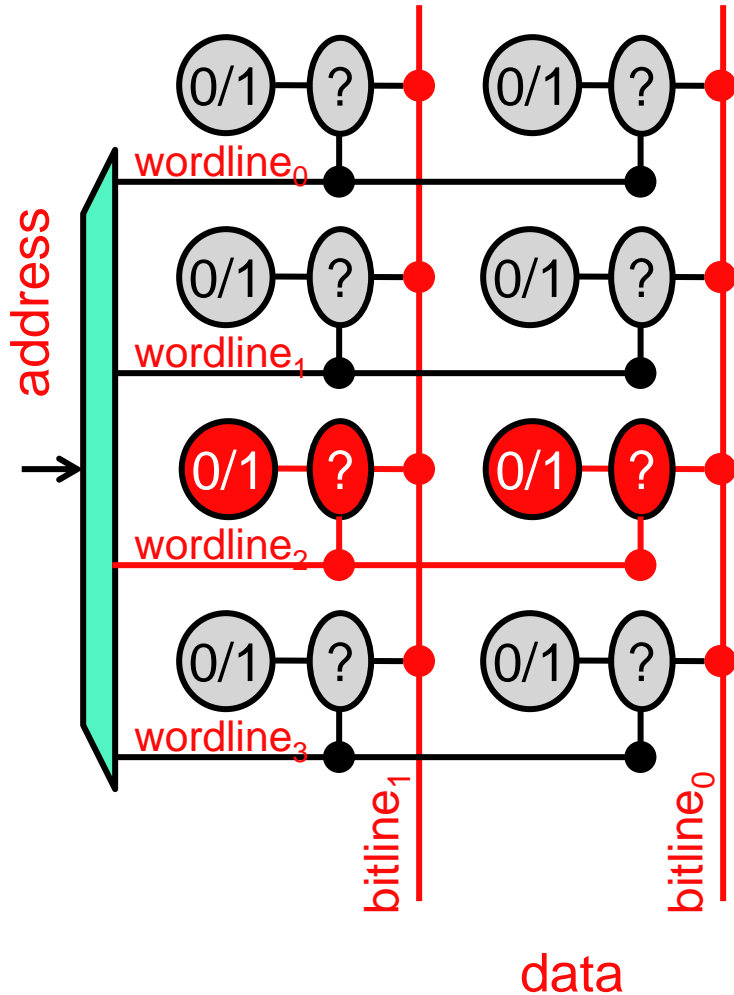 0/1 ? 0/1 ?
wordline₀
address
0/1 ? 0/1 ?
wordline₁
0/1 ? 0/1 ?
wordline₂
0/1 ? 0/1 ?
wordline₃
bitline₁ bitline₀
data